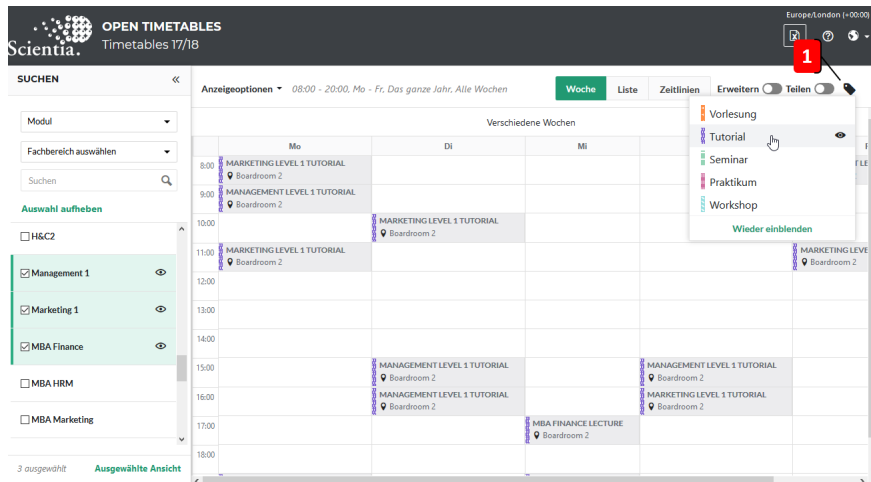 Europe/London (+00:00)
Scientia.
OPEN TIMETABLES
Timetables 17/18
1
SUCHEN
Anzeigeoptionen 08:00 - 20:00, Mo - Fr, Das ganze Jahr, Alle Wochen
Woche Liste Zeitlinien Erweitern Teilen
Modul
Fachbereich auswählen
Suchen
Auswahl aufheben
H&C2
Management 1
Marketing 1
MBA Finance
MBA HRM
MBA Marketing
3 ausgewählt Ausgewählte Ansicht
Vorlesung
Tutorial
Seminar
Praktikum
Workshop
Wieder einblenden
Verschiedene Wochen
Mo Di Mi
8:00 MARKETING LEVEL 1 TUTORIAL
Boardroom 2
9:00 MANAGEMENT LEVEL 1 TUTORIAL
Boardroom 2
10:00 MARKETING LEVEL 1 TUTORIAL
Boardroom 2
11:00 MARKETING LEVEL 1 TUTORIAL MARKETING LEVE
Boardroom 2 Boardroom 2
12:00
13:00
14:00
15:00 MANAGEMENT LEVEL 1 TUTORIAL MANAGEMENT LEVEL 1 TUTORIAL
Boardroom 2 Boardroom 2
16:00 MANAGEMENT LEVEL 1 TUTORIAL MARKETING LEVEL 1 TUTORIAL
Boardroom 2 Boardroom 2
17:00 MBA FINANCE LECTURE
Boardroom 2
18:00